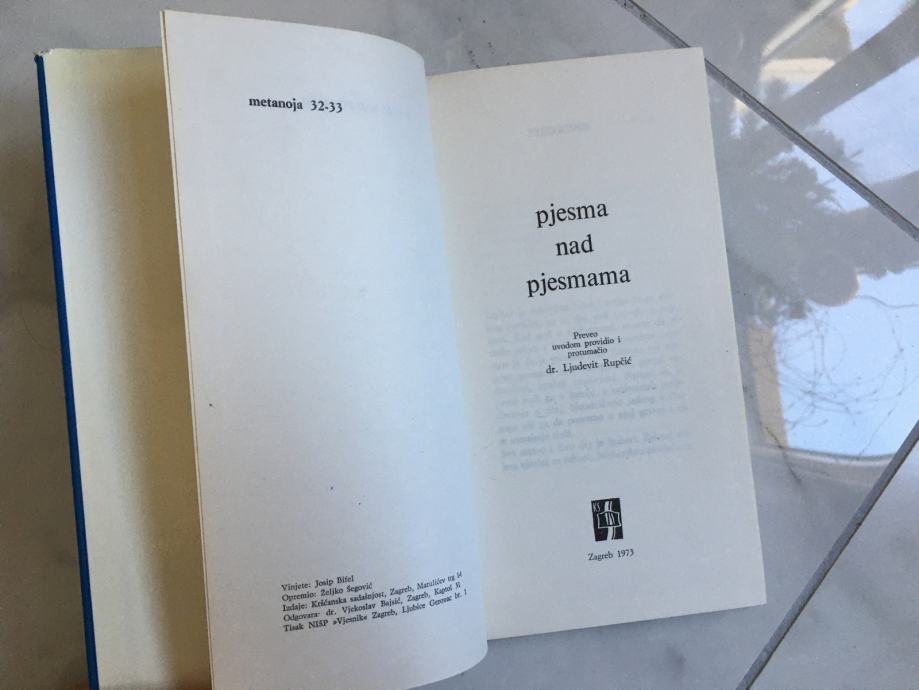 metanoja 32-33
Vinjete: Josip Bifel
Opremio: Željko Segović
Izdaje: Kršćanska sadašnjost, Zagreb, Marulićev trg 14
Odgovara- dr. Vjekoslav Bajsić, Zagreb, Kaptol 31
Tisak NISP »Vjesnik« Zagreb, Ljubice Gerovac br. 1
pjesma
nad
pjesmama
Preveo
uvodom providio i
protumačio
dr. Ljudevit Rupčić
KS
Zagreb 1973